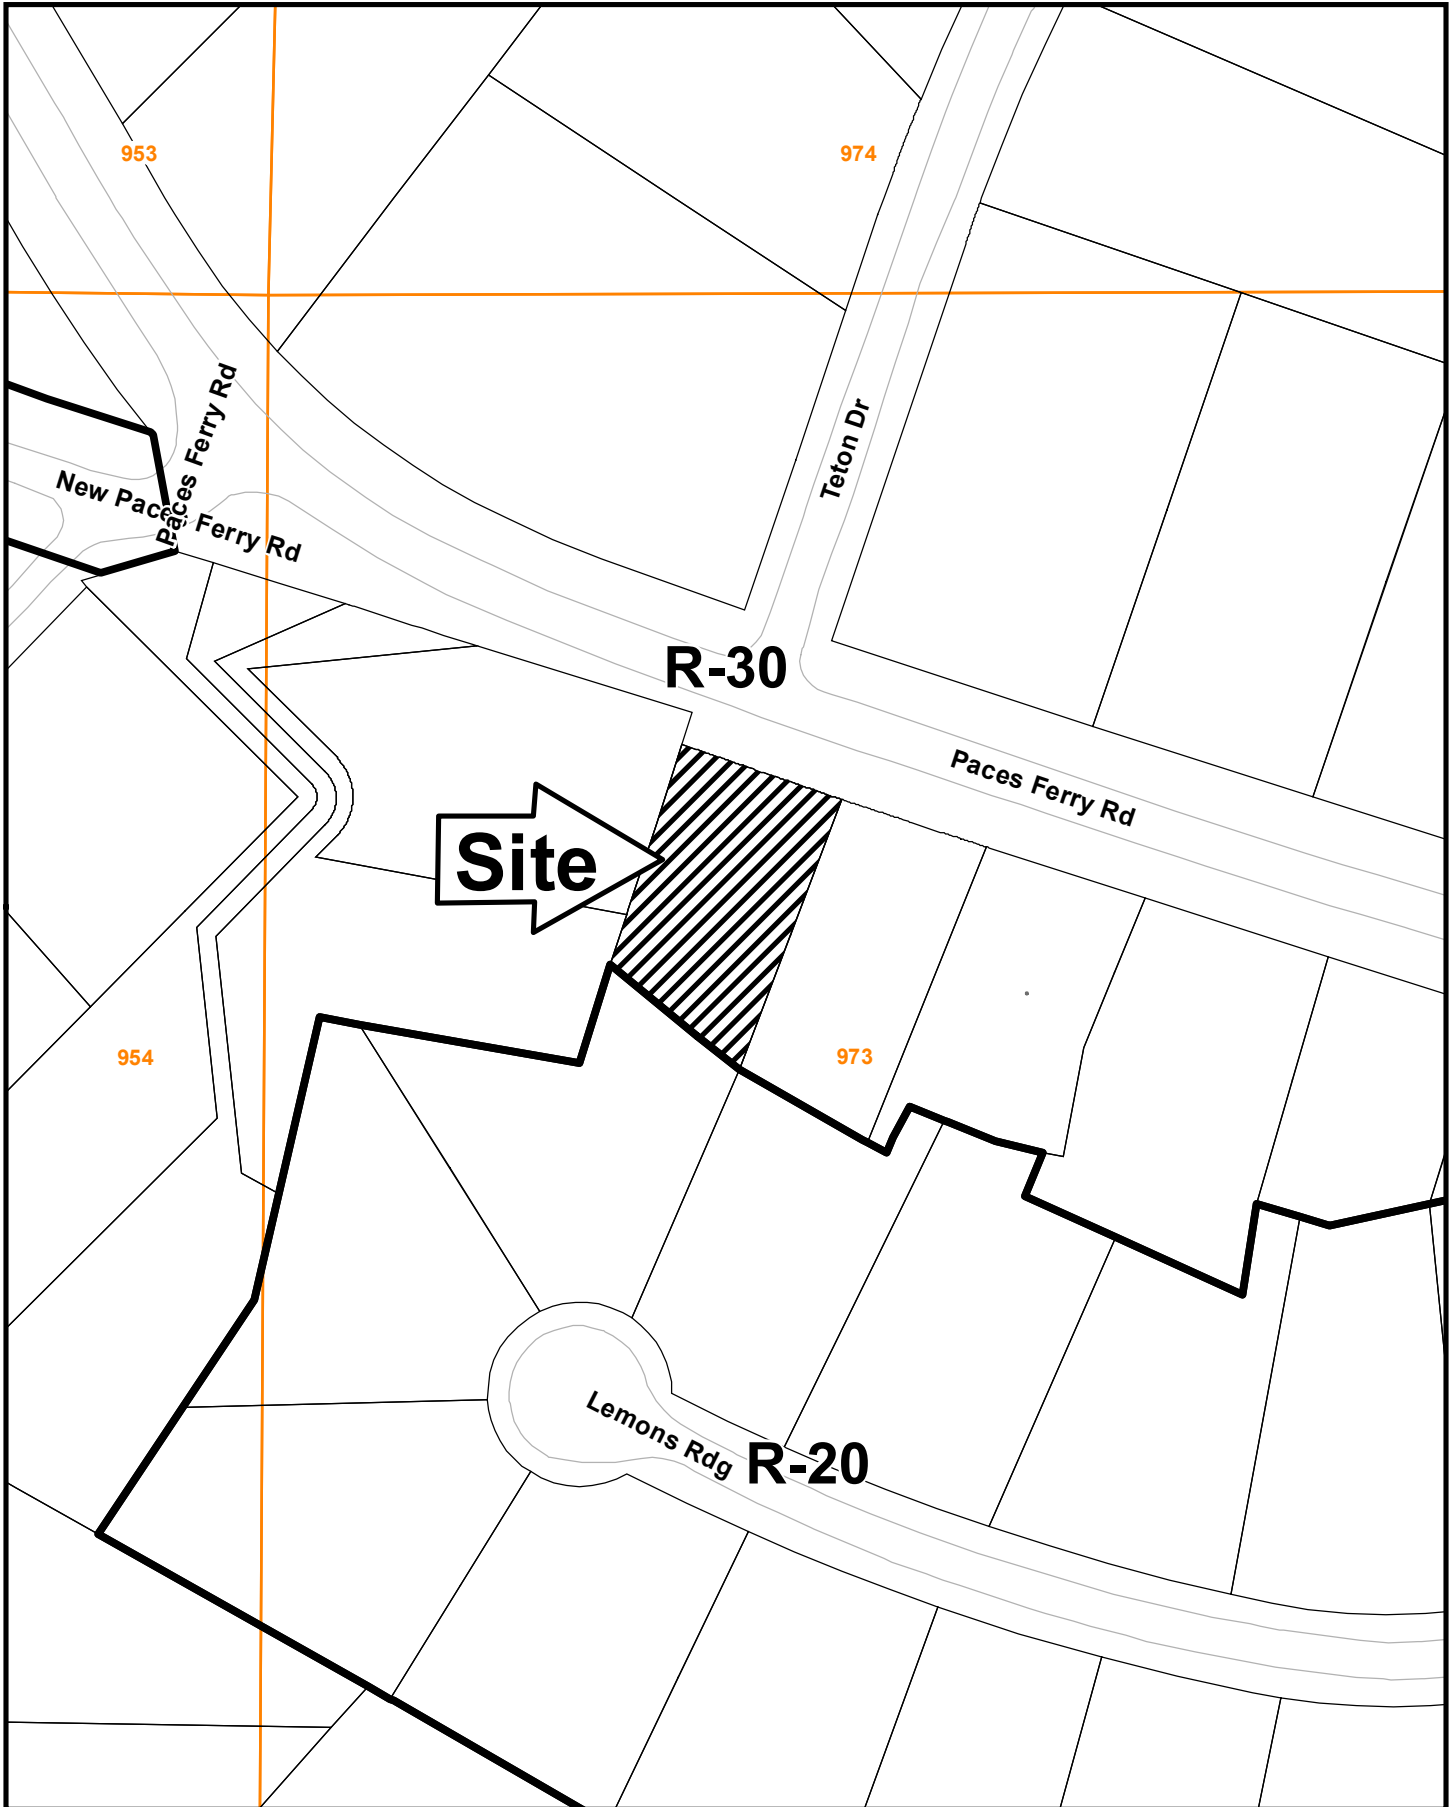 953
974
Paces Ferry Rd
New Paces Ferry Rd
Teton Dr
R-30
Paces Ferry Rd
Site
954
973
Lemons Rdg
R-20